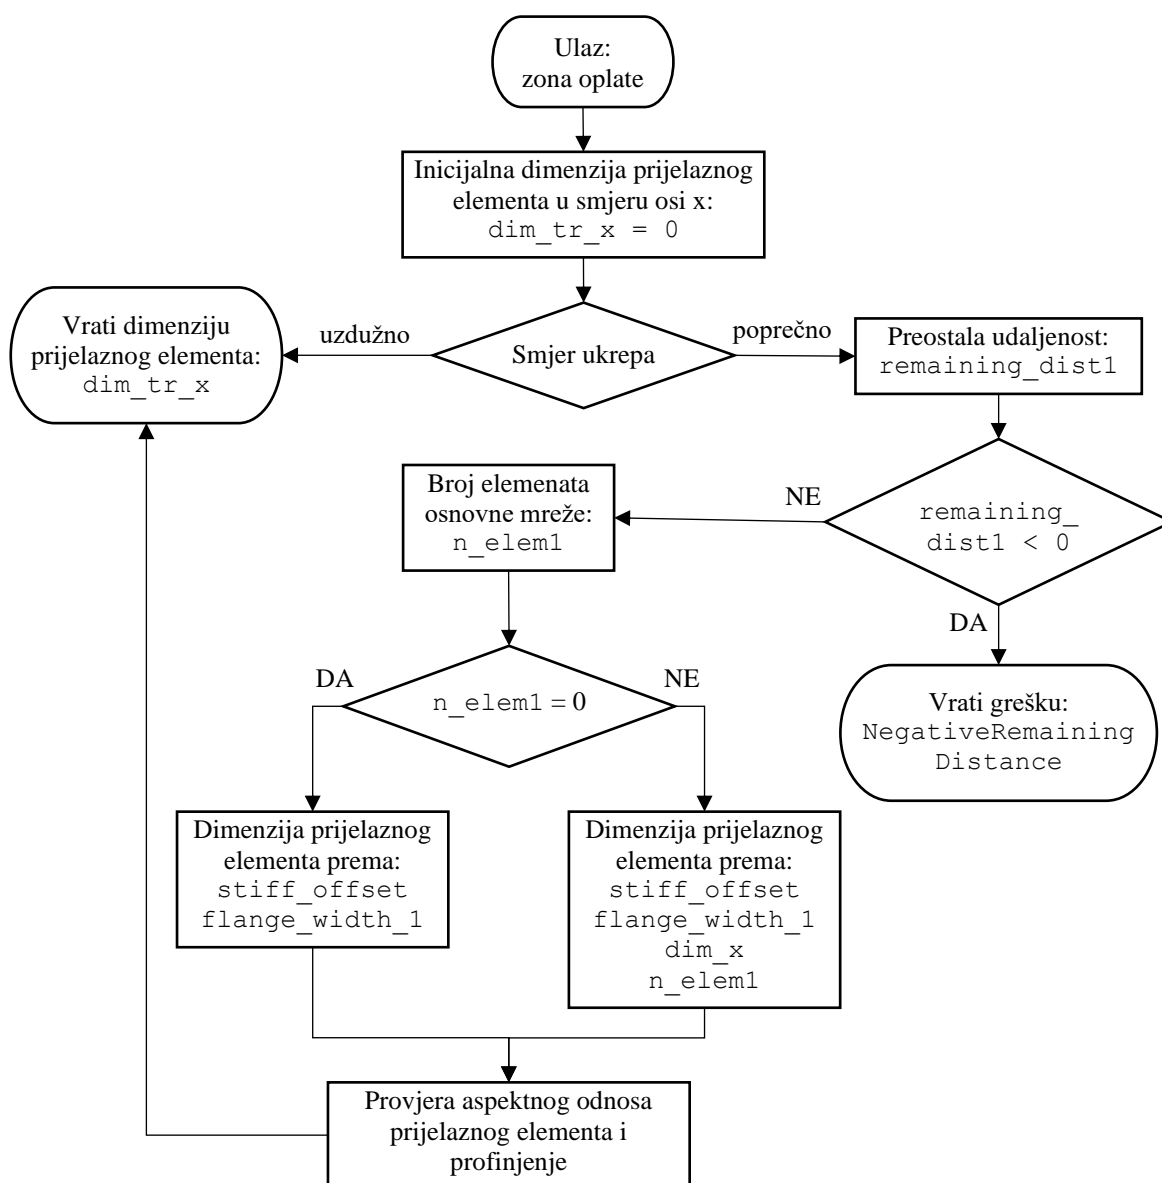 Ulaz:
zona oplate
Inicijalna dimenzija prijelaznog
elementa u smjeru osi x:
dim_tr_x = 0
Vrati dimenziju
prijelaznog elementa:
dim_tr_x
uzdužno
Smjer ukrepa
poprečno
Preostala udaljenost:
remaining_dist1
Broj elemenata
osnovne mreže:
n_elem1
NE
remaining_
dist1 < 0
DA
Vrati grešku:
NegativeRemaining
Distance
DA
n_elem1 = 0
NE
Dimenzija prijelaznog
elementa prema:
stiff_offset
flange_width_1
Dimenzija prijelaznog
elementa prema:
stiff_offset
flange_width_1
dim_x
n_elem1
Provjera aspektnog odnosa
prijelaznog elementa i
profinjenje